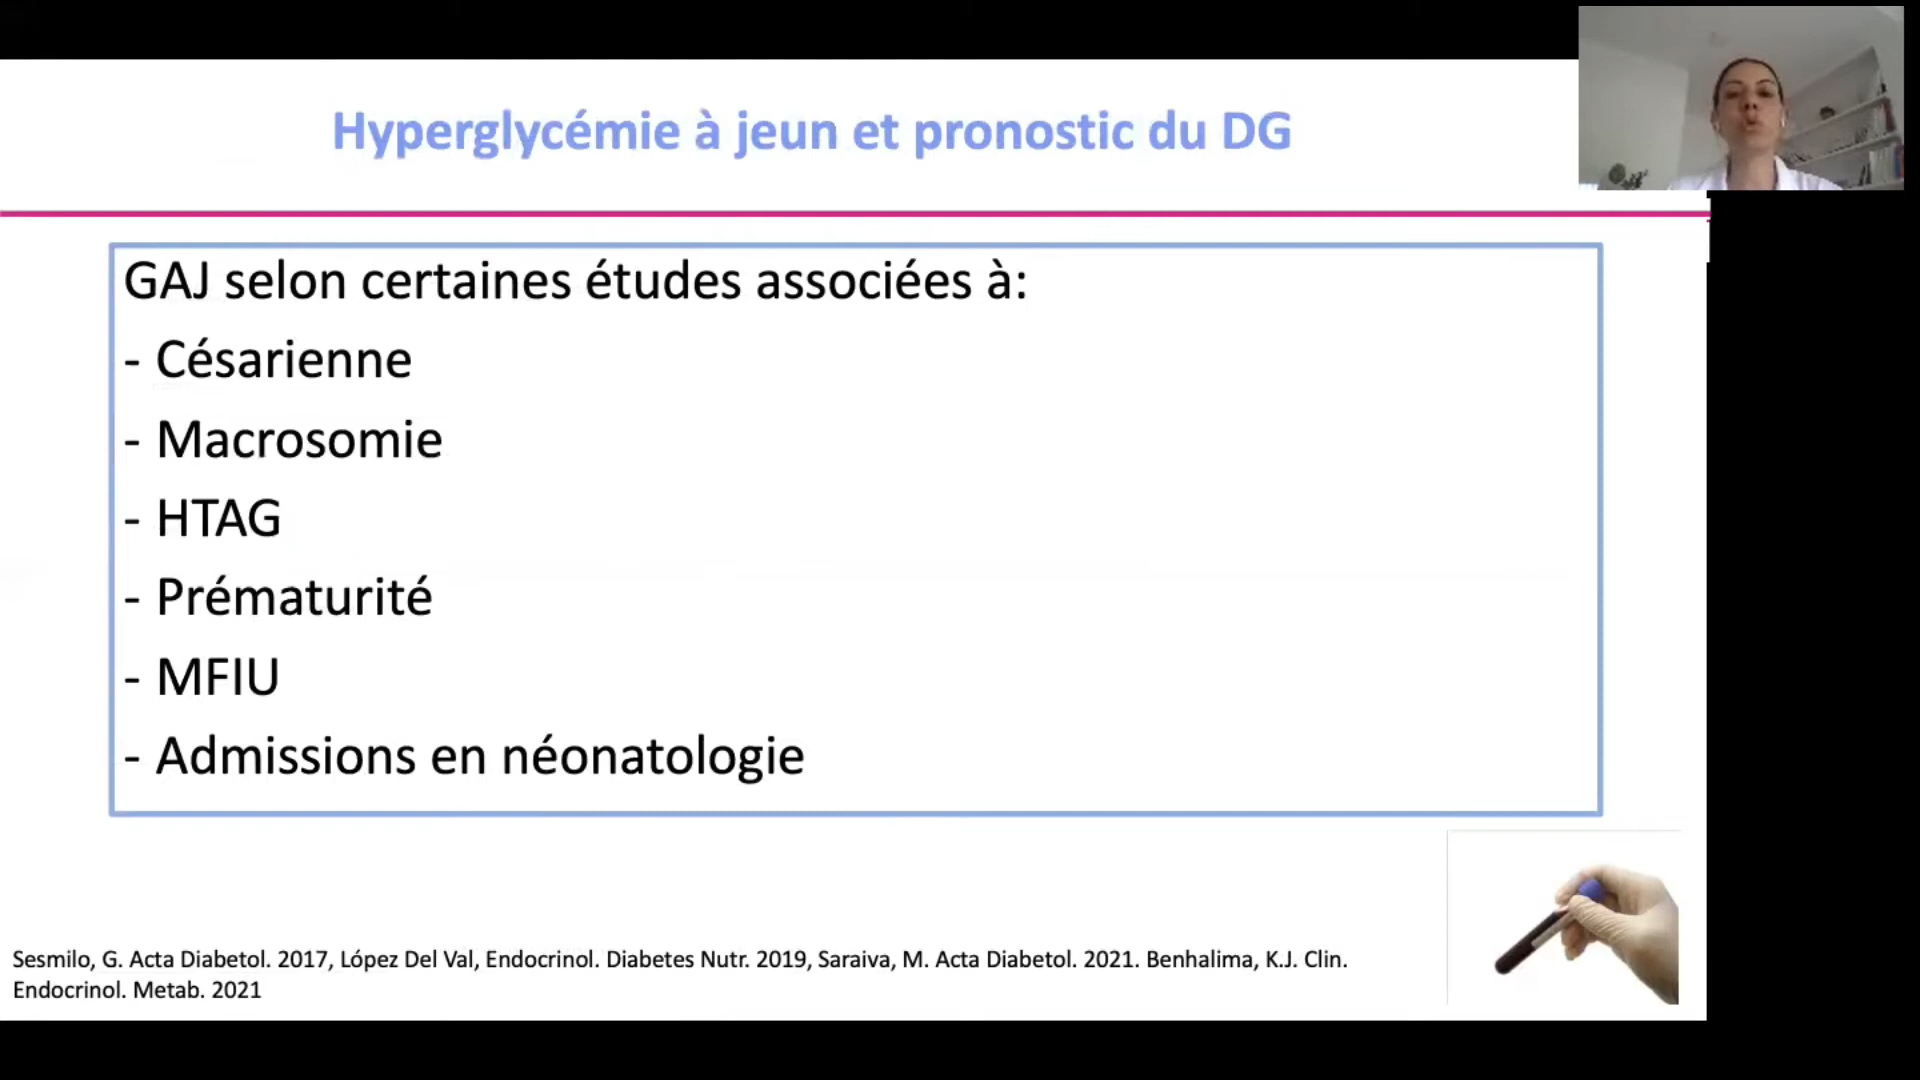 Hyperglycémie à jeun et pronostic du DG
GAJ selon certaines études associées à:
- Césarienne
- Macrosomie
- HTAG
- Prématurité
- MFIU
- Admissions en néonatologie
Sesmilo, G. Acta Diabetol. 2017, López Del Val, Endocrinol. Diabetes Nutr. 2019, Saraiva, M. Acta Diabetol. 2021. Benhalima, K.J. Clin.
Endocrinol. Metab. 2021